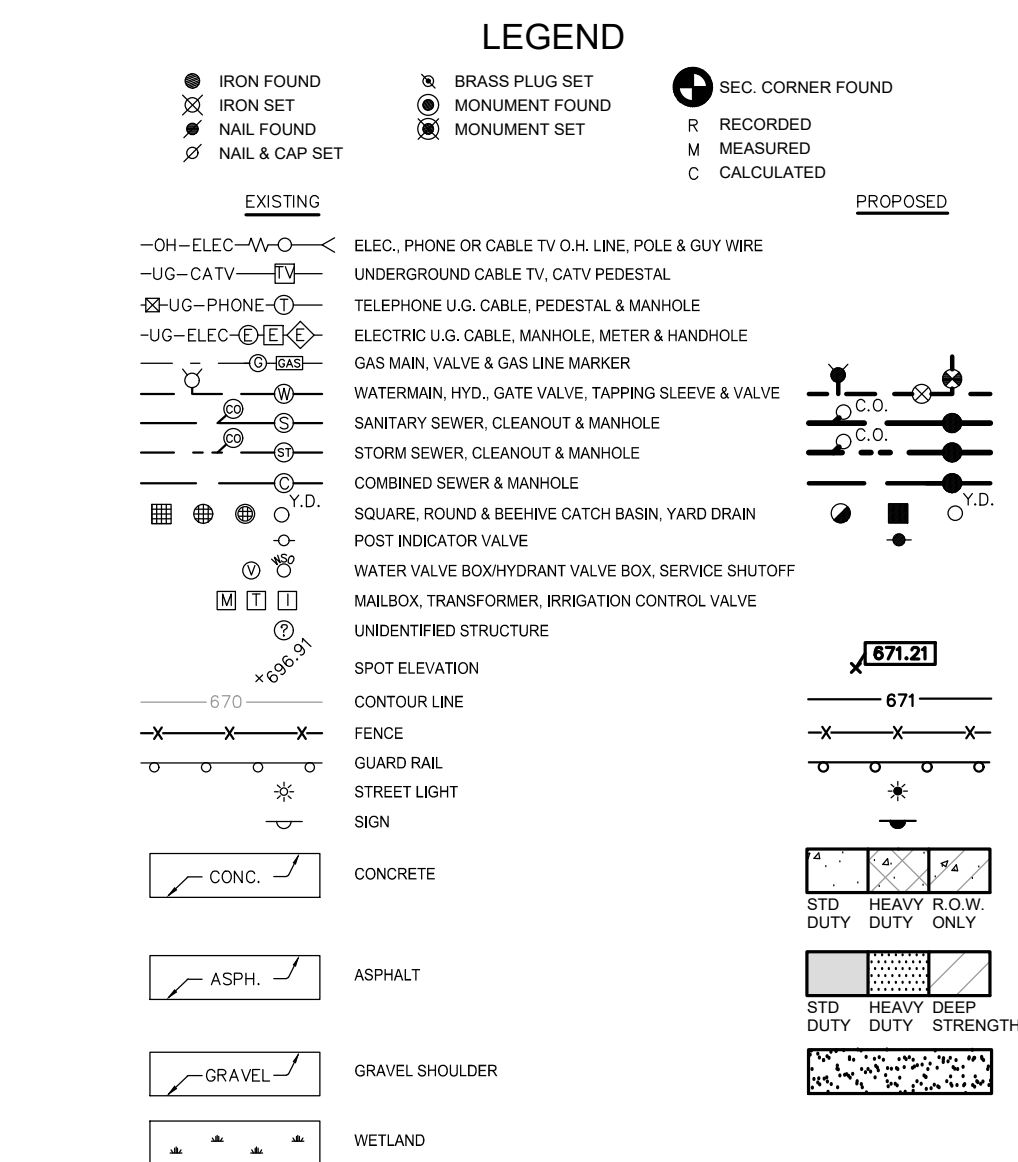 LEGEND
IRON FOUND
IRON SET
NAIL FOUND
NAIL & CAP SET
BRASS PLUG SET
MONUMENT FOUND
MONUMENT SET
SEC. CORNER FOUND
R RECORDED
M MEASURED
C CALCULATED
EXISTING
PROPOSED
OH-ELEC ELEC., PHONE OR CABLE TV O.H. LINE, POLE & GUY WIRE
UG-CATV TV UNDERGROUND CABLE TV, CATV PEDESTAL
UG-PHONE T TELEPHONE U.G. CABLE, PEDESTAL & MANHOLE
UG-ELEC E E E ELECTRIC U.G. CABLE, MANHOLE, METER & HANDHOLE
G GAS GAS MAIN, VALVE & GAS LINE MARKER
W WATERMAIN, HYD., GATE VALVE, TAPPING SLEEVE & VALVE
CO S SANITARY SEWER, CLEANOUT & MANHOLE C.O.
CO ST STORM SEWER, CLEANOUT & MANHOLE C.O.
C COMBINED SEWER & MANHOLE
Y.D. SQUARE, ROUND & BEEHIVE CATCH BASIN, YARD DRAIN Y.D.
POST INDICATOR VALVE
V WSO WATER VALVE BOX/HYDRANT VALVE BOX, SERVICE SHUTOFF
M T I MAILBOX, TRANSFORMER, IRRIGATION CONTROL VALVE
? UNIDENTIFIED STRUCTURE
×696.91 SPOT ELEVATION x 671.21
670 CONTOUR LINE 671
X X X FENCE X X X
GUARD RAIL
STREET LIGHT
SIGN
CONC. CONCRETE
STD DUTY
HEAVY DUTY
R.O.W. ONLY
ASPH. ASPHALT
STD DUTY
HEAVY DUTY
DEEP STRENGTH
GRAVEL GRAVEL SHOULDER
WETLAND